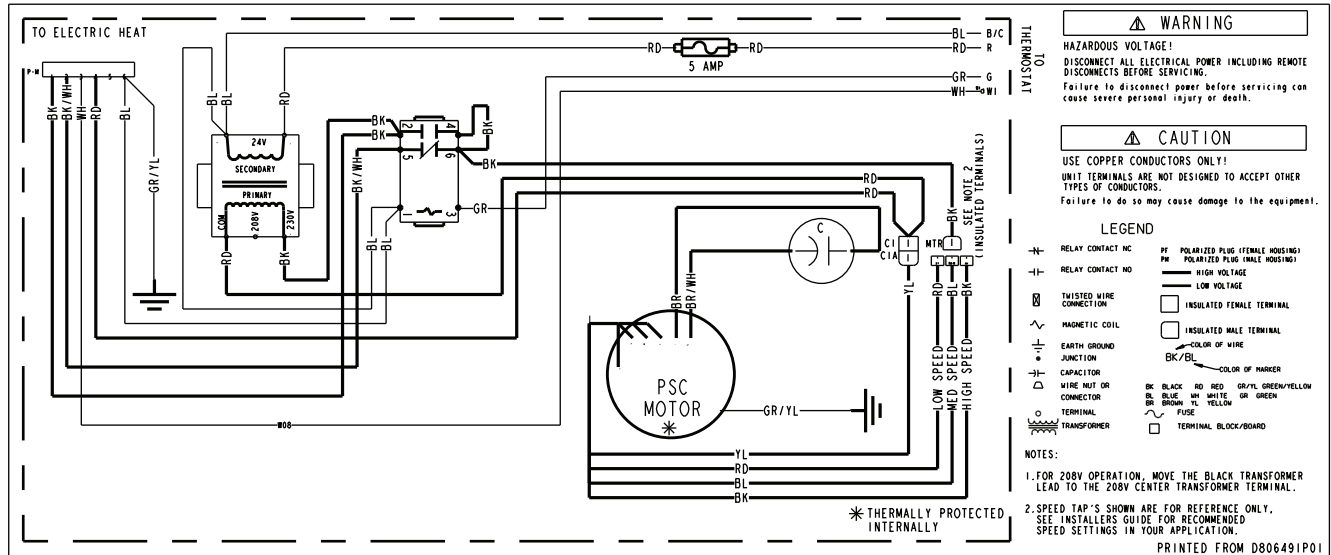 TO ELECTRIC HEAT
P-M
1 2 3 4 5 6
BK
BK/WH
WH
RD
BL
GR/YL
BL
BL
RD
24V
SECONDARY
PRIMARY
COM
208V
230V
RD
BK
BK
BK
BK/WH
2
4
5
6
1
3
BK
BK
GR
BL
BL
RD
5 AMP
RD
BL
B/C
RD
R
GR
G
WH
W1
TO
THERMOSTAT
RD
RD
BK
SEE NOTE 2
(INSULATED TERMINALS)
C
C1
C1A
MTR
BR
BR/WH
YL
RD
BL
BK
LOW SPEED
MED SPEED
HIGH SPEED
PSC
MOTOR
GR/YL
W08
YL
RD
BL
BK
THERMALLY PROTECTED
INTERNALLY
WARNING
HAZARDOUS VOLTAGE!
DISCONNECT ALL ELECTRICAL POWER INCLUDING REMOTE
DISCONNECTS BEFORE SERVICING.
Failure to disconnect power before servicing can
cause severe personal injury or death.
CAUTION
USE COPPER CONDUCTORS ONLY!
UNIT TERMINALS ARE NOT DESIGNED TO ACCEPT OTHER
TYPES OF CONDUCTORS.
Failure to do so may cause damage to the equipment.
LEGEND
RELAY CONTACT NC
RELAY CONTACT NO
TWISTED WIRE
CONNECTION
MAGNETIC COIL
EARTH GROUND
JUNCTION
CAPACITOR
WIRE NUT OR
CONNECTOR
TERMINAL
TRANSFORMER
PF POLARIZED PLUG (FEMALE HOUSING)
PM POLARIZED PLUG (MALE HOUSING)
HIGH VOLTAGE
LOW VOLTAGE
INSULATED FEMALE TERMINAL
INSULATED MALE TERMINAL
COLOR OF WIRE
BK/BL
COLOR OF MARKER
BK BLACK RD RED GR/YL GREEN/YELLOW
BL BLUE WH WHITE GR GREEN
BR BROWN YL YELLOW
FUSE
TERMINAL BLOCK/BOARD
NOTES:
1.FOR 208V OPERATION, MOVE THE BLACK TRANSFORMER
LEAD TO THE 208V CENTER TRANSFORMER TERMINAL.
2.SPEED TAP'S SHOWN ARE FOR REFERENCE ONLY,
SEE INSTALLERS GUIDE FOR RECOMMENDED
SPEED SETTINGS IN YOUR APPLICATION.
PRINTED FROM D806491P01